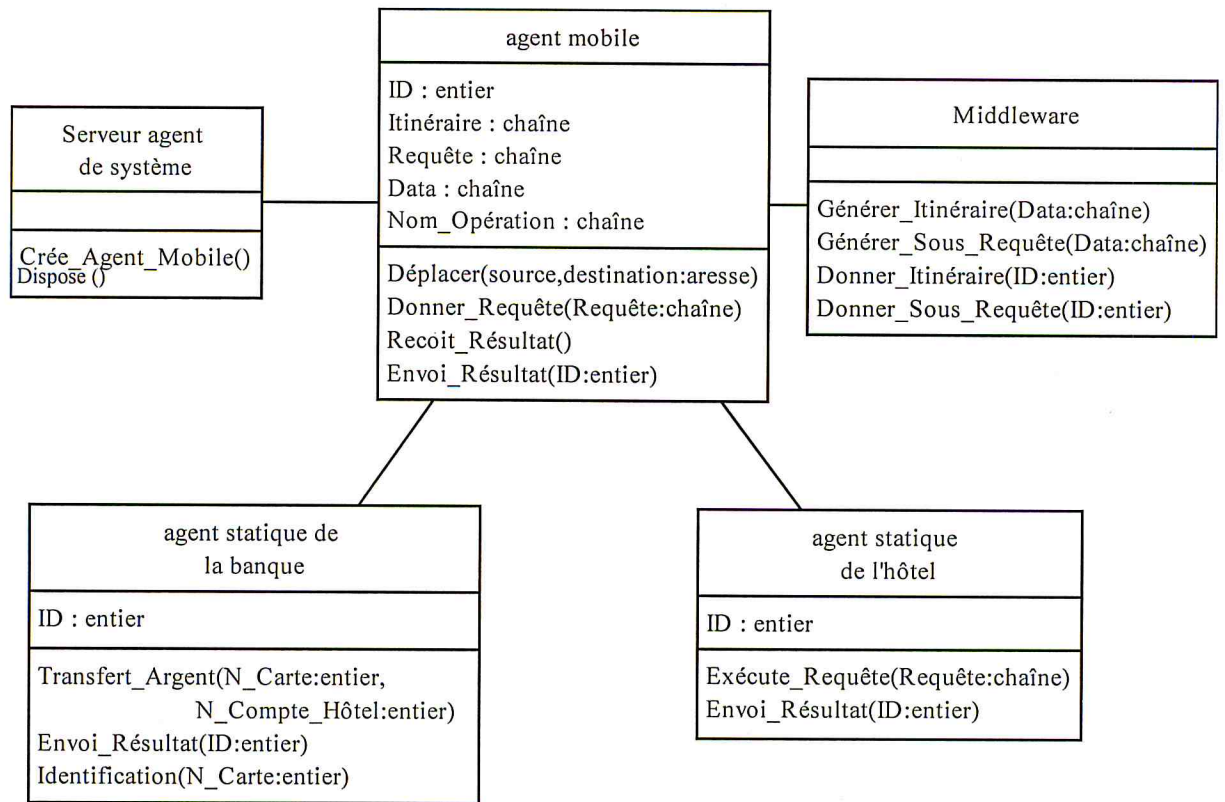 agent mobile
ID : entier
Itinéraire : chaîne
Requête : chaîne
Data : chaîne
Nom_Opération : chaîne
Déplacer(source,destination:aresse)
Donner_Requête(Requête:chaîne)
Recoit_Résultat()
Envoi_Résultat(ID:entier)
Serveur agent
de système
Crée_Agent_Mobile()
Dispose ()
Middleware
Générer_Itinéraire(Data:chaîne)
Générer_Sous_Requête(Data:chaîne)
Donner_Itinéraire(ID:entier)
Donner_Sous_Requête(ID:entier)
agent statique de
la banque
ID : entier
Transfert_Argent(N_Carte:entier,
N_Compte_Hôtel:entier)
Envoi_Résultat(ID:entier)
Identification(N_Carte:entier)
agent statique
de l'hôtel
ID : entier
Exécute_Requête(Requête:chaîne)
Envoi_Résultat(ID:entier)